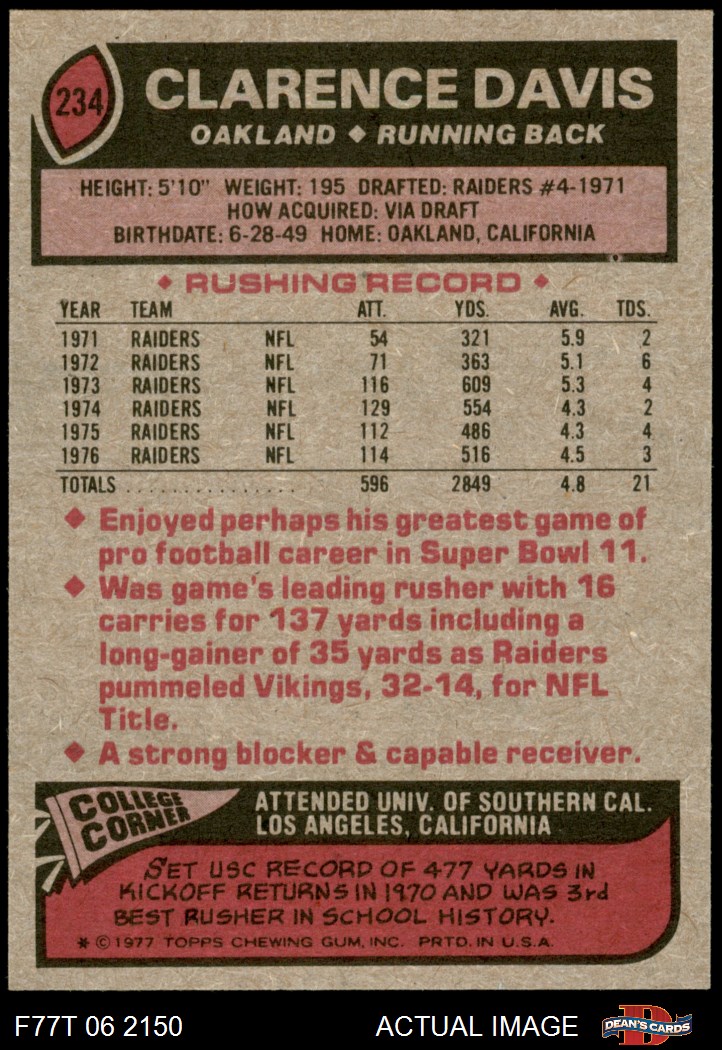 234
CLARENCE DAVIS
OAKLAND ◆ RUNNING BACK
HEIGHT: 5'10" WEIGHT: 195 DRAFTED: RAIDERS #4-1971
HOW ACQUIRED: VIA DRAFT
BIRTHDATE: 6-28-49 HOME: OAKLAND, CALIFORNIA
◆ RUSHING RECORD ◆
YEAR TEAM ATT. YDS. AVG. TDS.
1971 RAIDERS NFL 54 321 5.9 2
1972 RAIDERS NFL 71 363 5.1 6
1973 RAIDERS NFL 116 609 5.3 4
1974 RAIDERS NFL 129 554 4.3 2
1975 RAIDERS NFL 112 486 4.3 4
1976 RAIDERS NFL 114 516 4.5 3
TOTALS . . . . . . . . . . . . . . . . 596 2849 4.8 21
◆ Enjoyed perhaps his greatest game of
pro football career in Super Bowl 11.
◆ Was game's leading rusher with 16
carries for 137 yards including a
long-gainer of 35 yards as Raiders
pummeled Vikings, 32-14, for NFL
Title.
◆ A strong blocker & capable receiver.
COLLEGE
CORNER
ATTENDED UNIV. OF SOUTHERN CAL.
LOS ANGELES, CALIFORNIA
SET USC RECORD OF 477 YARDS IN
KICKOFF RETURNS IN 1970 AND WAS 3rd
BEST RUSHER IN SCHOOL HISTORY.
* © 1977 TOPPS CHEWING GUM, INC. PRTD. IN U.S.A.
F77T 06 2150
ACTUAL IMAGE
D
DEAN'S CARDS